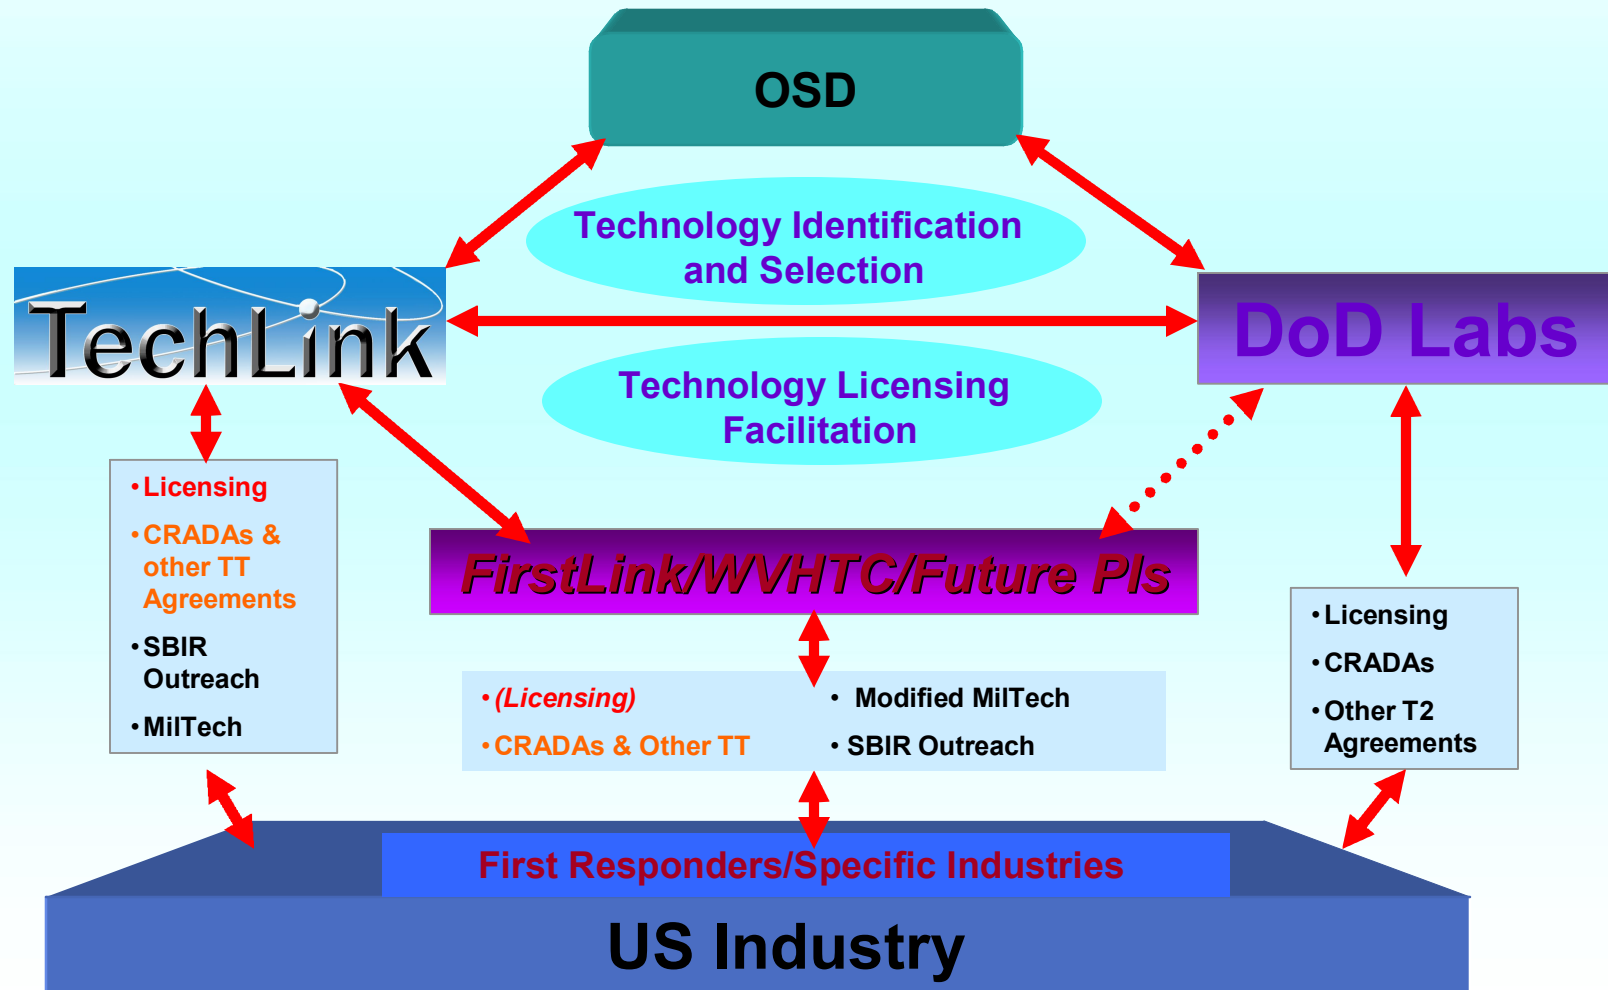 OSD
Technology Identification
and Selection
TechLink
DoD Labs
Technology Licensing
Facilitation
• Licensing
• CRADAs &
other TT
Agreements
• SBIR
Outreach
• MilTech
FirstLink/WVHTC/Future PIs
• (Licensing)
• CRADAs & Other TT
• Modified MilTech
• SBIR Outreach
• Licensing
• CRADAs
• Other T2
Agreements
First Responders/Specific Industries
US Industry